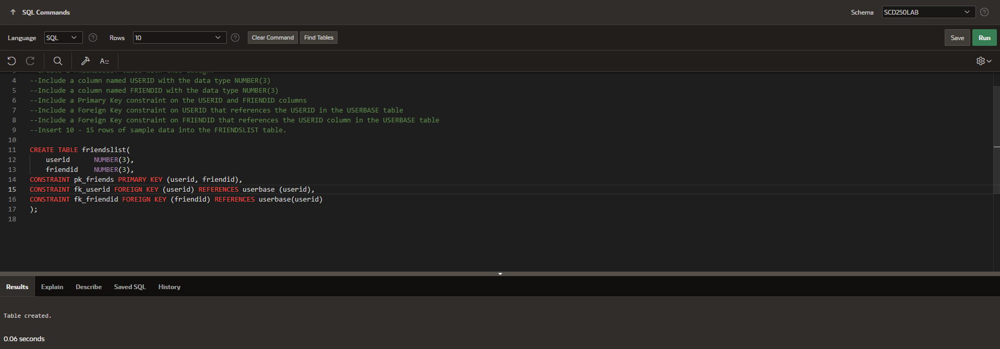 SQL Commands
Schema SCD250LAB
Language SQL Rows 10 Clear Command Find Tables Save Run
A::
4 --Include a column named USERID with the data type NUMBER(3)
5 --Include a column named FRIENDID with the data type NUMBER(3)
6 --Include a Primary Key constraint on the USERID and FRIENDID columns
7 --Include a Foreign Key constraint on USERID that references the USERID in the USERBASE table
8 --Include a Foreign Key constraint on FRIENDID that references the USERID column in the USERBASE table
9 --Insert 10 - 15 rows of sample data into the FRIENDSLIST table.
10
11 CREATE TABLE friendslist(
12 userid NUMBER(3),
13 friendid NUMBER(3),
14 CONSTRAINT pk_friends PRIMARY KEY (userid, friendid),
15 CONSTRAINT fk_userid FOREIGN KEY (userid) REFERENCES userbase (userid),
16 CONSTRAINT fk_friendid FOREIGN KEY (friendid) REFERENCES userbase(userid)
17 );
18
Results Explain Describe Saved SQL History
Table created.
0.06 seconds